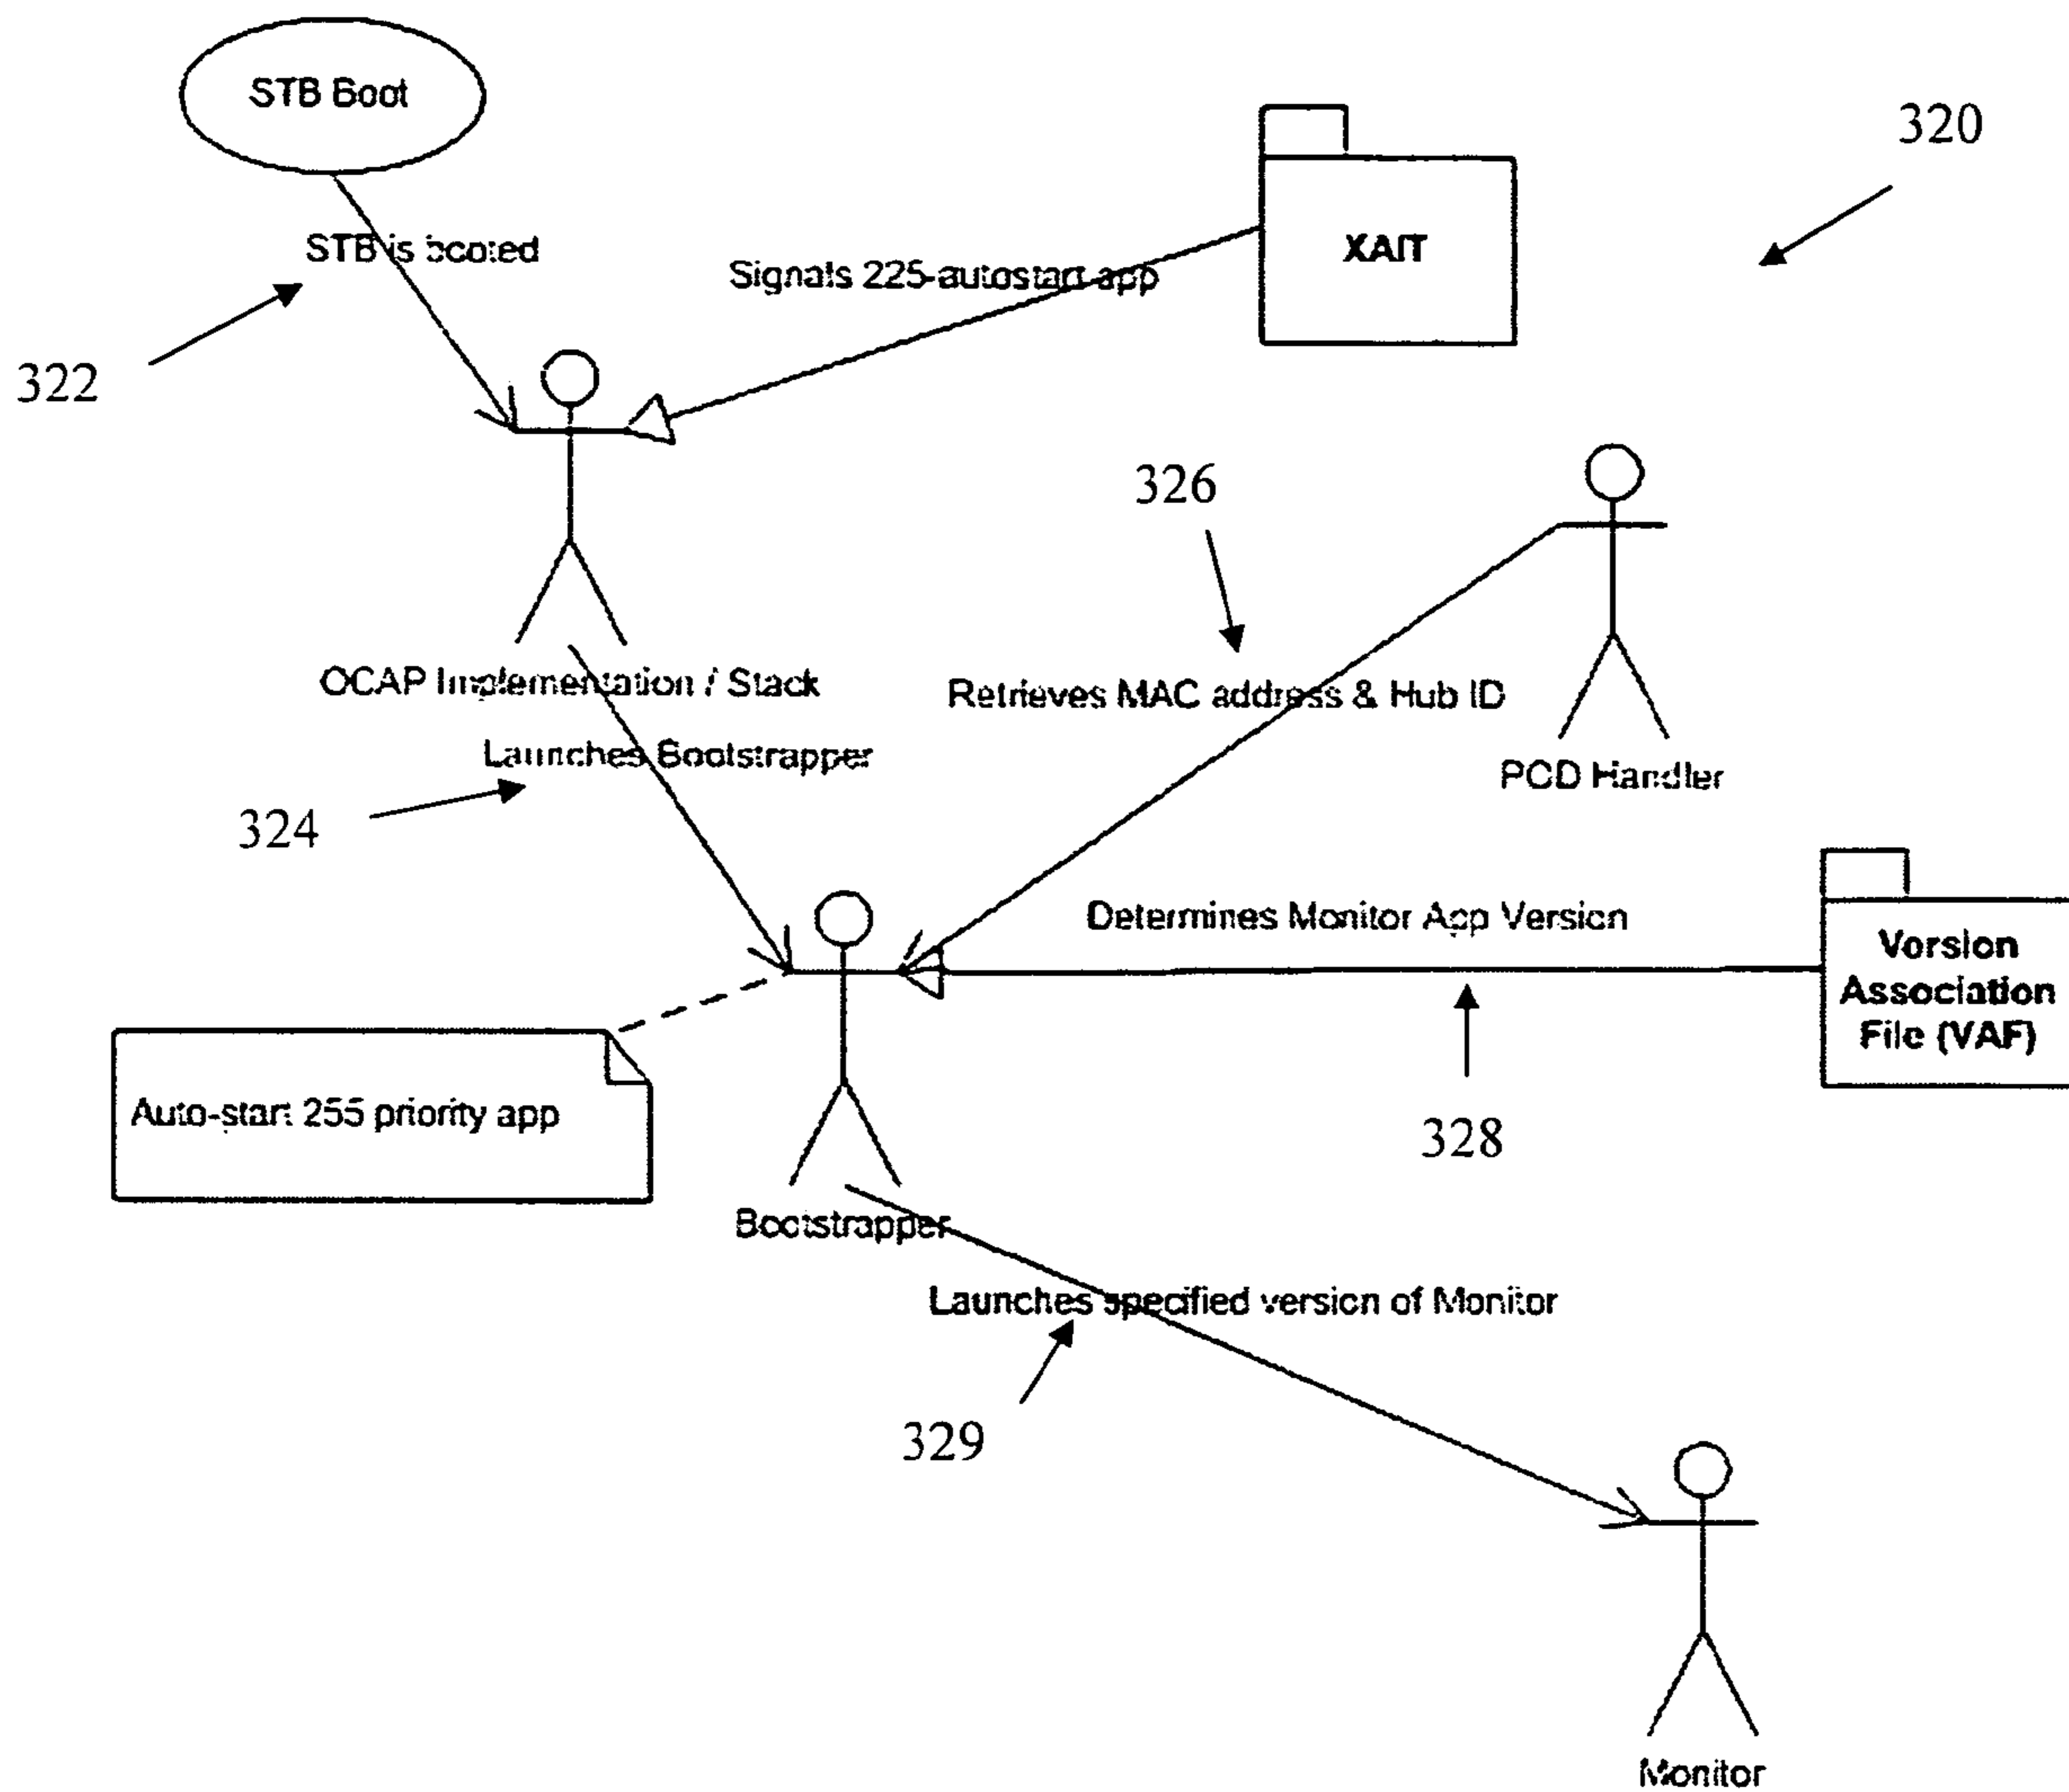 STB Boot
320
XAIT
STB is booted
Signals 225-autostart-app
322
326
OCAP Implementation / Stack
Retrieves MAC address & Hub ID
Launches Bootstrapper
POD Handler
324
Determines Monitor App Version
Version
Association
File (VAF)
Auto-start 255 priority app
328
Bootstrapper
Launches specified version of Monitor
329
Monitor